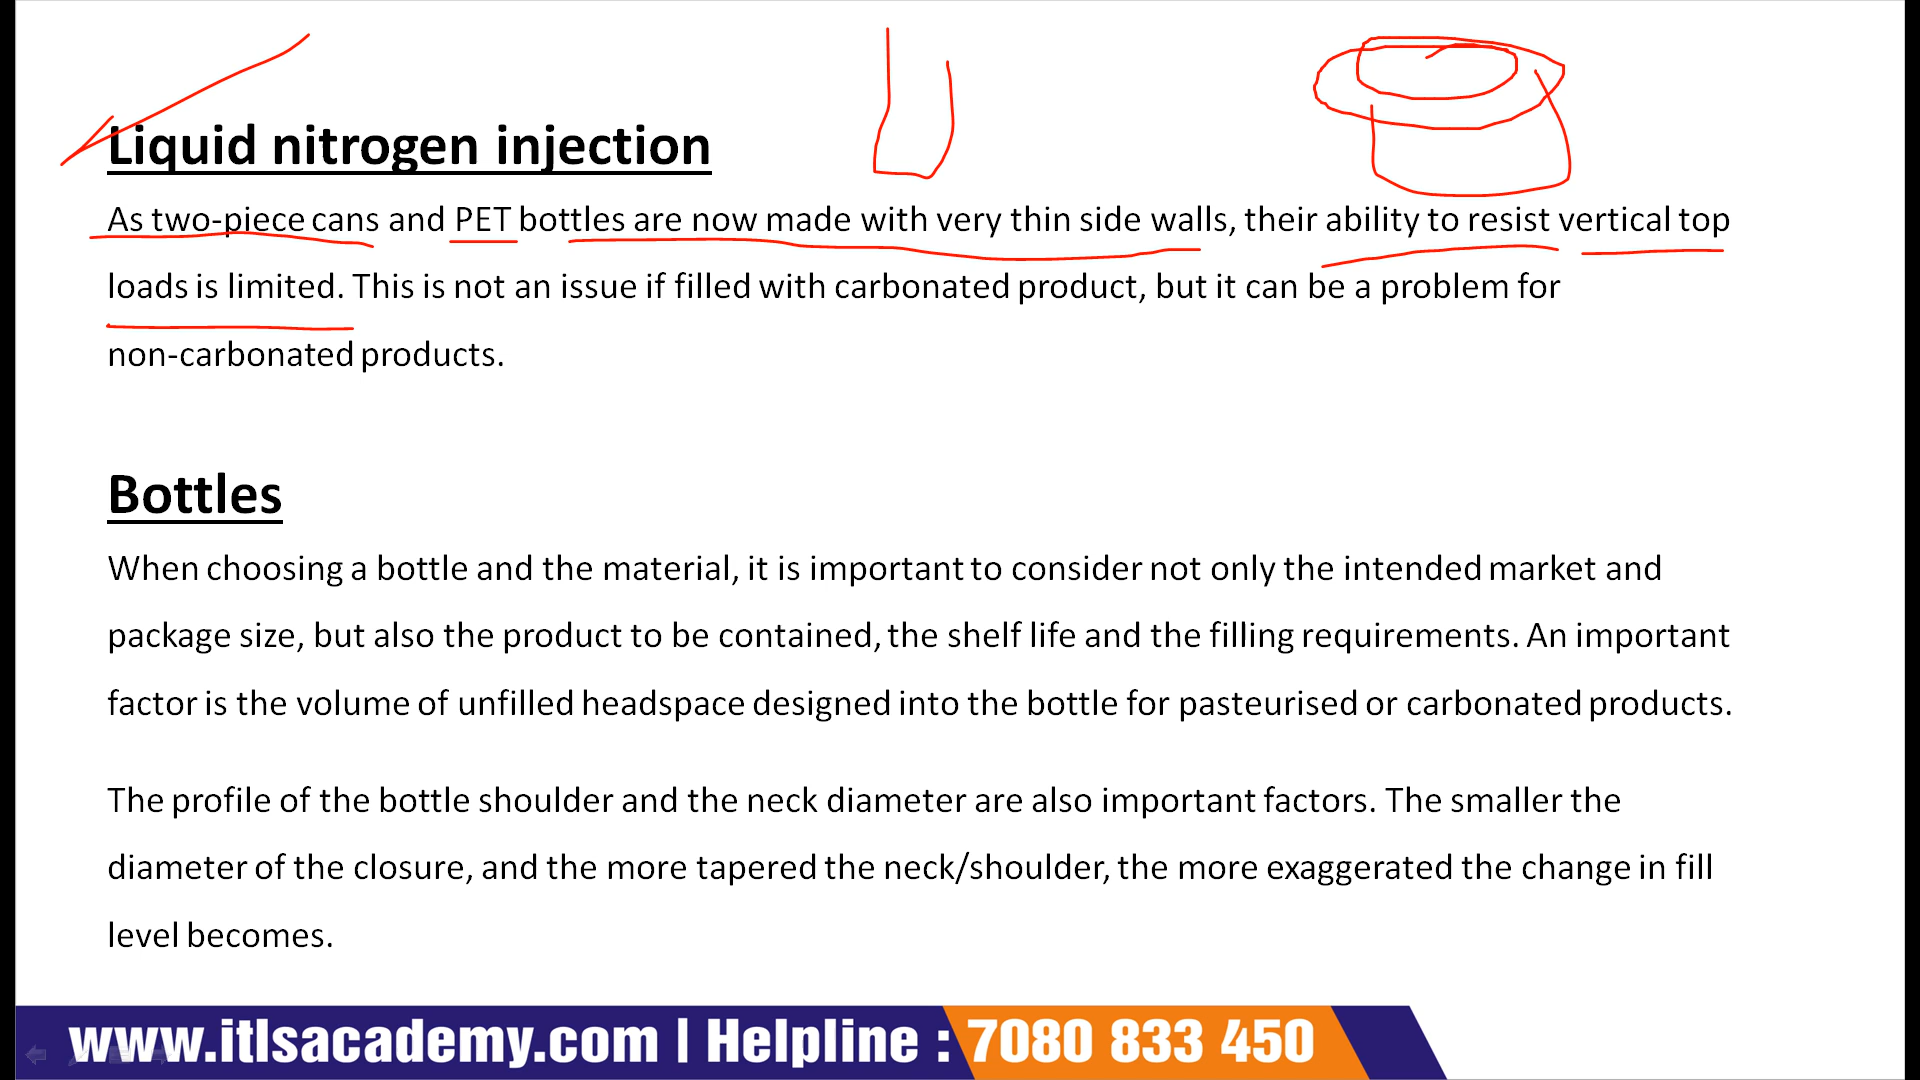 Liquid nitrogen injection
As two-piece cans and PET bottles are now made with very thin side walls, their ability to resist vertical top
loads is limited. This is not an issue if filled with carbonated product, but it can be a problem for
non-carbonated products.
Bottles
When choosing a bottle and the material, it is important to consider not only the intended market and
package size, but also the product to be contained, the shelf life and the filling requirements. An important
factor is the volume of unfilled headspace designed into the bottle for pasteurised or carbonated products.
The profile of the bottle shoulder and the neck diameter are also important factors. The smaller the
diameter of the closure, and the more tapered the neck/shoulder, the more exaggerated the change in fill
level becomes.
www.itlsacademy.com | Helpline : 7080 833 450